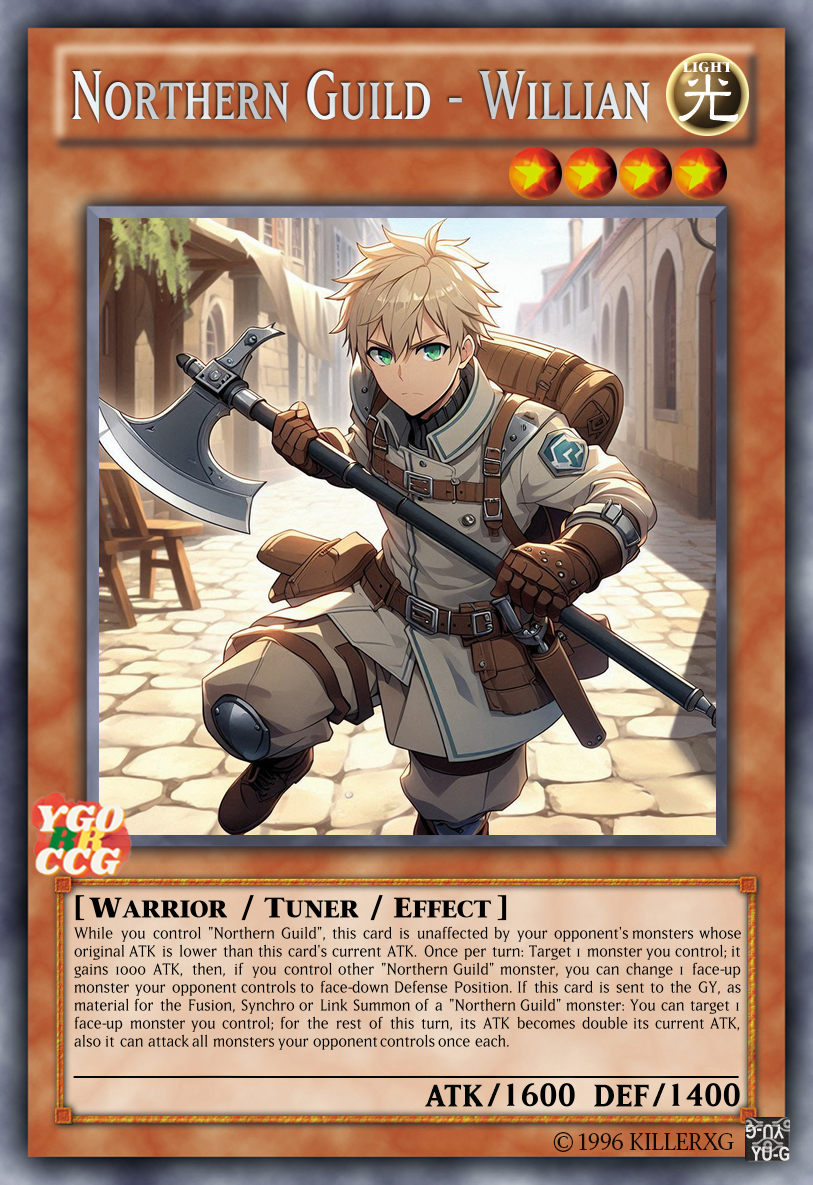 Northern Guild - Willian
LIGHT
光
YGO
BR
CCG
[ Warrior / Tuner / Effect ]
While you control "Northern Guild", this card is unaffected by your opponent's monsters whose
original ATK is lower than this card's current ATK. Once per turn: Target 1 monster you control; it
gains 1000 ATK, then, if you control other "Northern Guild" monster, you can change 1 face-up
monster your opponent controls to face-down Defense Position. If this card is sent to the GY, as
material for the Fusion, Synchro or Link Summon of a "Northern Guild" monster: You can target 1
face-up monster you control; for the rest of this turn, its ATK becomes double its current ATK,
also it can attack all monsters your opponent controls once each.
ATK/1600 DEF/1400
© 1996 KILLERXG
YU-G